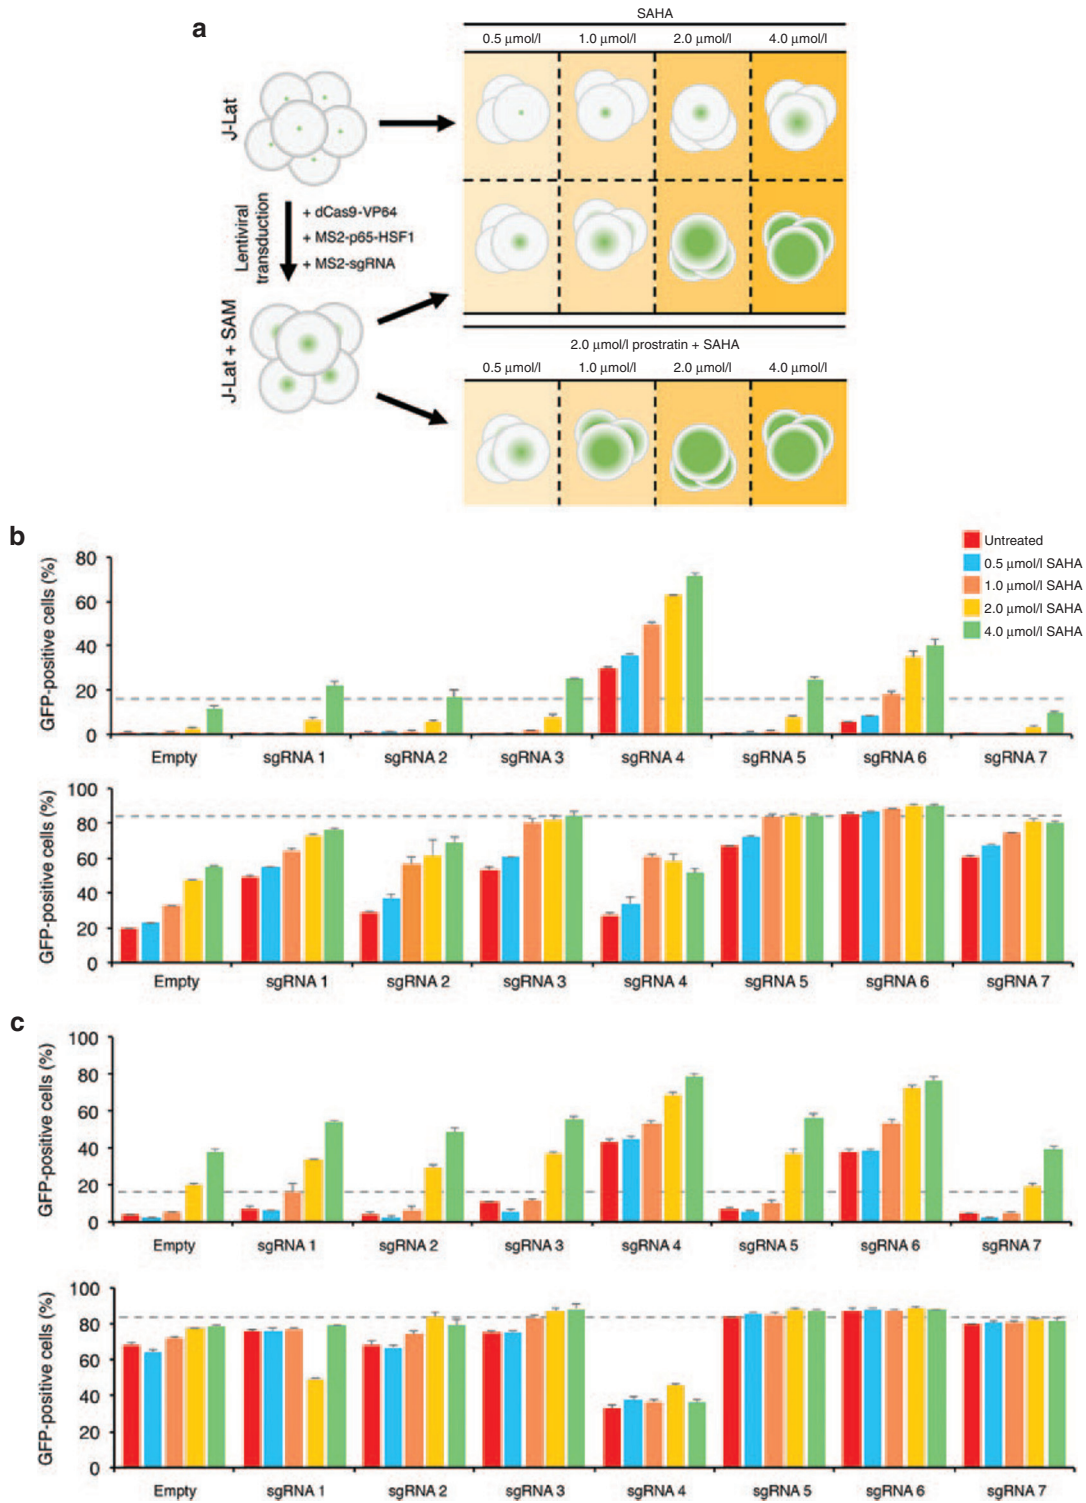 a
SAHA
0.5 µmol/l 1.0 µmol/l 2.0 µmol/l 4.0 µmol/l
J-Lat
Lentiviral
transduction
+ dCas9-VP64
+ MS2-p65-HSF1
+ MS2-sgRNA
J-Lat + SAM
2.0 µmol/l prostratin + SAHA
0.5 µmol/l 1.0 µmol/l 2.0 µmol/l 4.0 µmol/l
b
Untreated
0.5 µmol/l SAHA
1.0 µmol/l SAHA
2.0 µmol/l SAHA
4.0 µmol/l SAHA
GFP-positive cells (%)
80
60
40
20
0
Empty sgRNA 1 sgRNA 2 sgRNA 3 sgRNA 4 sgRNA 5 sgRNA 6 sgRNA 7
GFP-positive cells (%)
100
80
60
40
20
0
Empty sgRNA 1 sgRNA 2 sgRNA 3 sgRNA 4 sgRNA 5 sgRNA 6 sgRNA 7
c
GFP-positive cells (%)
100
80
60
40
20
0
Empty sgRNA 1 sgRNA 2 sgRNA 3 sgRNA 4 sgRNA 5 sgRNA 6 sgRNA 7
GFP-positive cells (%)
100
80
60
40
20
0
Empty sgRNA 1 sgRNA 2 sgRNA 3 sgRNA 4 sgRNA 5 sgRNA 6 sgRNA 7